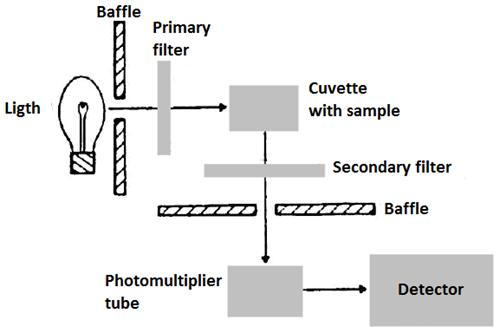 Baffle
Primary
filter
Ligth
Cuvette
with sample
Secondary filter
Baffle
Photomultiplier
tube
Detector